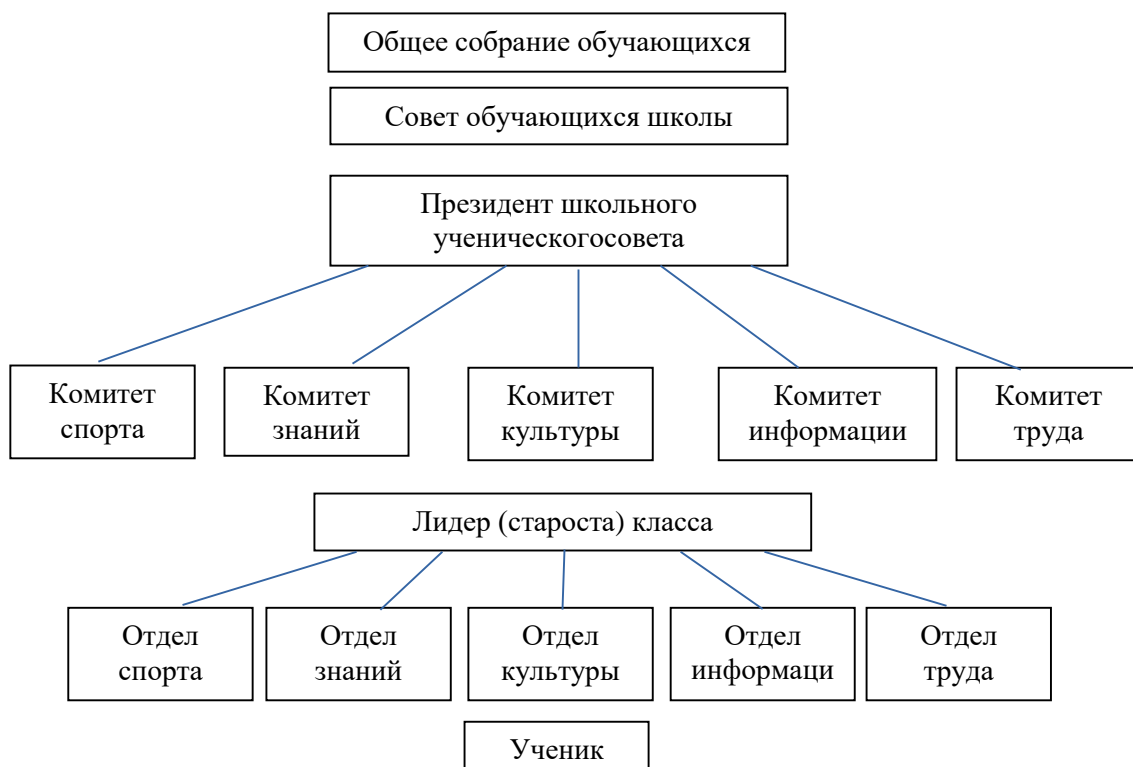 Общее собрание обучающихся
Совет обучающихся школы
Президент школьного
ученическогосовета
Комитет
спорта
Комитет
знаний
Комитет
культуры
Комитет
информации
Комитет
труда
Лидер (староста) класса
Отдел
спорта
Отдел
знаний
Отдел
культуры
Отдел
информаци
Отдел
труда
Ученик